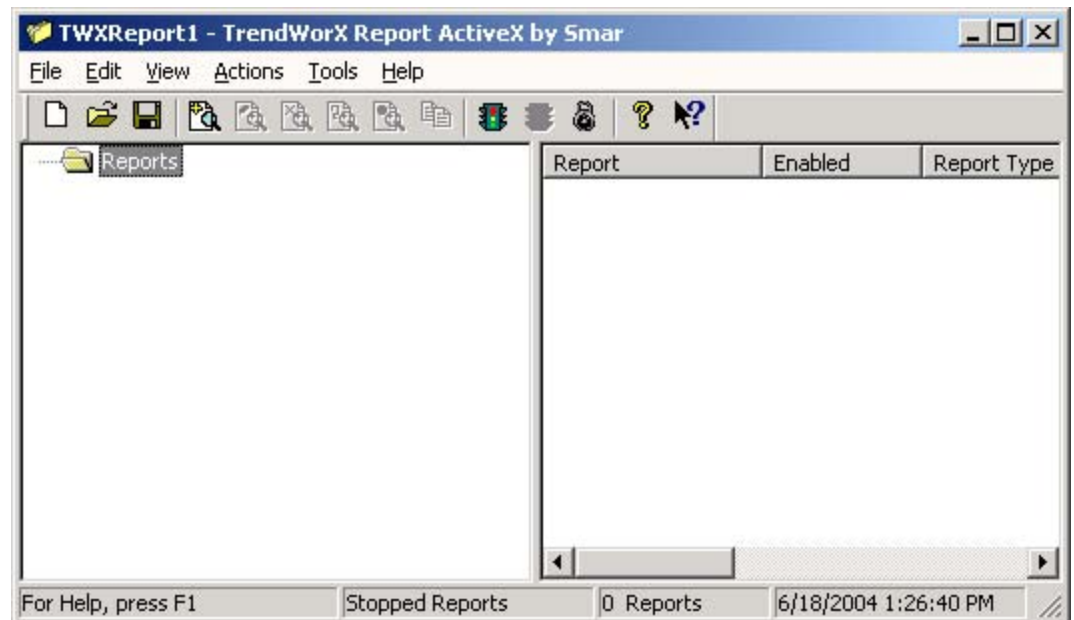 TWXReport1 - TrendWorX Report ActiveX by Smar
File Edit View Actions Tools Help
Reports
Report Enabled Report Type
For Help, press F1 Stopped Reports 0 Reports 6/18/2004 1:26:40 PM